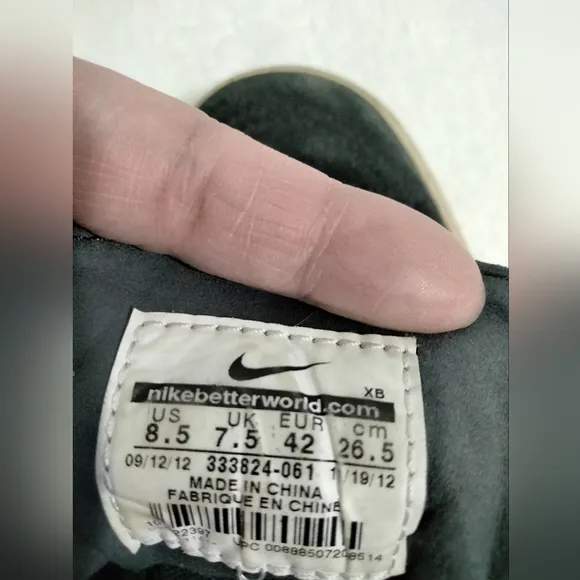 XB
nikebetterworld.com
US UK EUR cm
8.5 7.5 42 26.5
09/12/12 333824-061 11/19/12
MADE IN CHINA
FABRIQUE EN CHINE
UPC